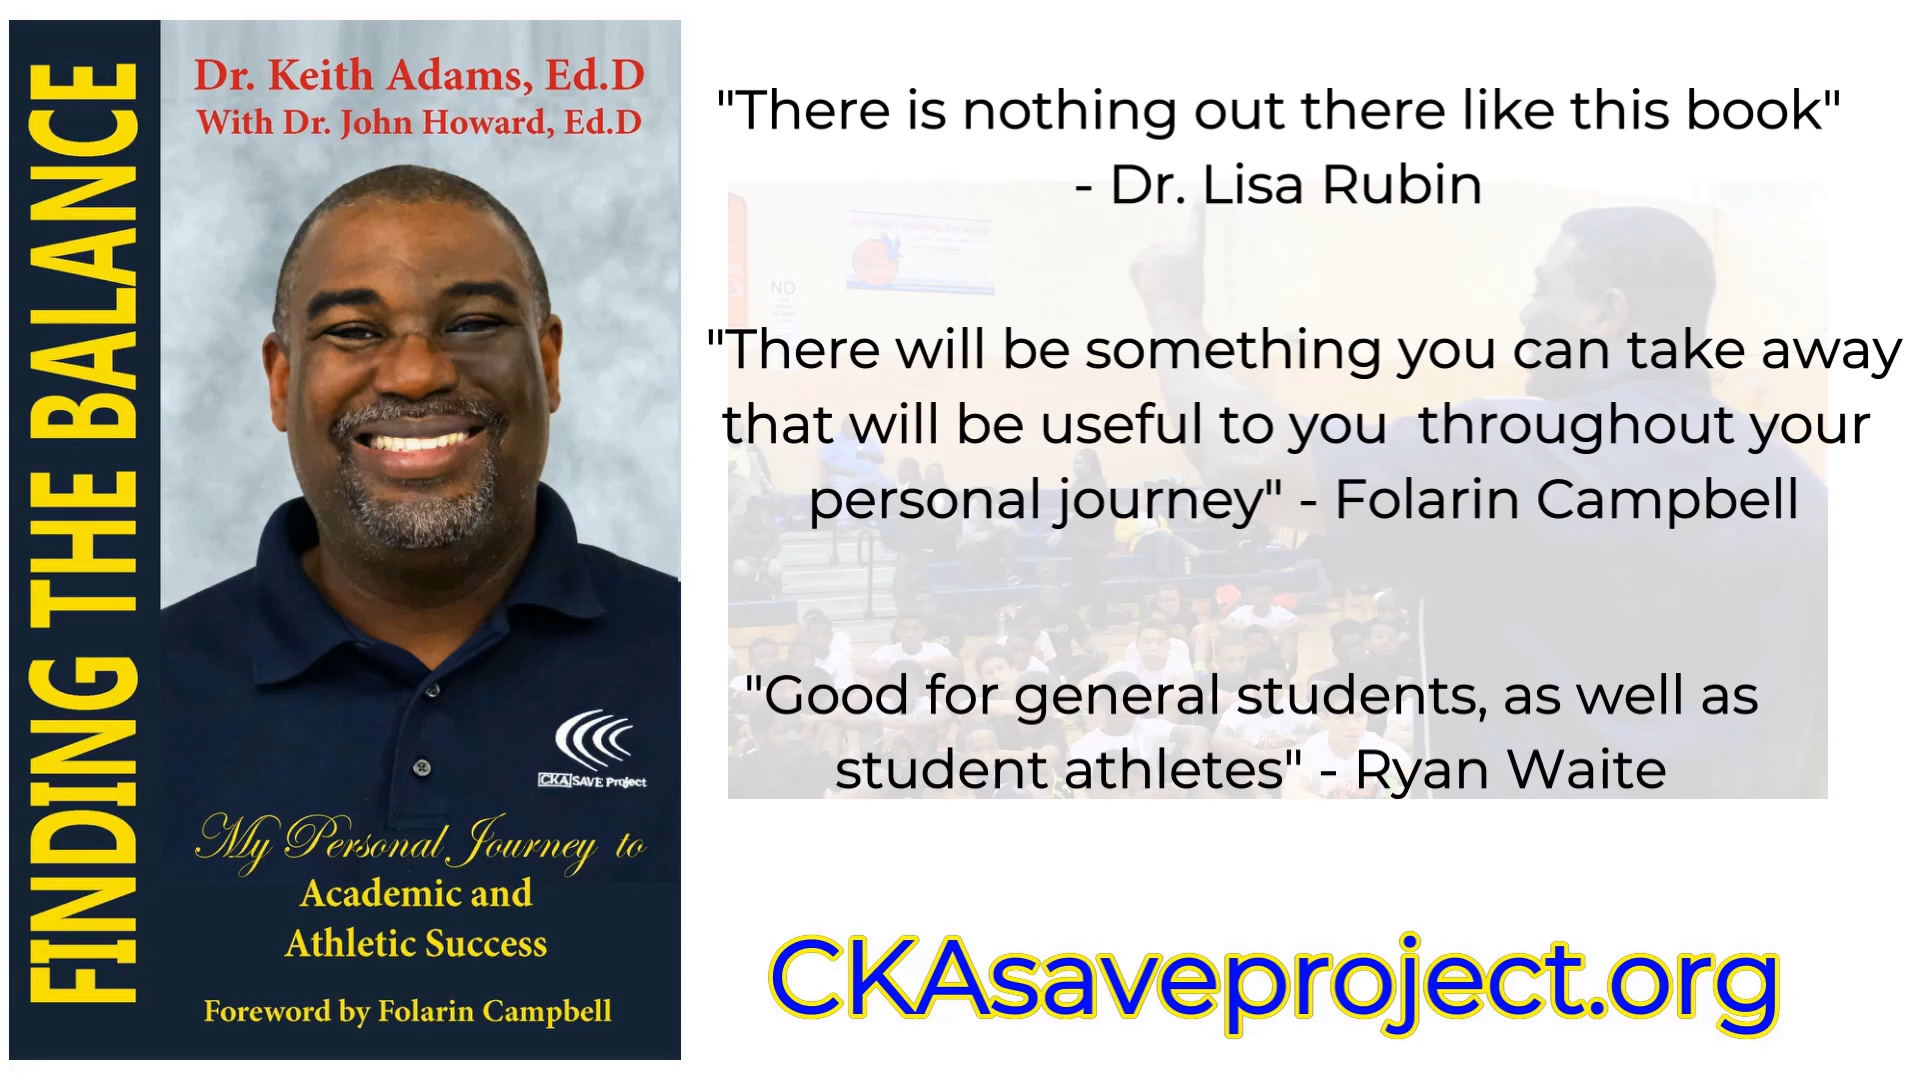 FINDING THE BALANCE
Dr. Keith Adams, Ed.D
With Dr. John Howard, Ed.D
CKA SAVE Project
My Personal Journey to
Academic and
Athletic Success
Foreword by Folarin Campbell
"There is nothing out there like this book"
- Dr. Lisa Rubin
NO
"There will be something you can take away
that will be useful to you throughout your
personal journey" - Folarin Campbell
"Good for general students, as well as
student athletes" - Ryan Waite
CKAsaveproject.org